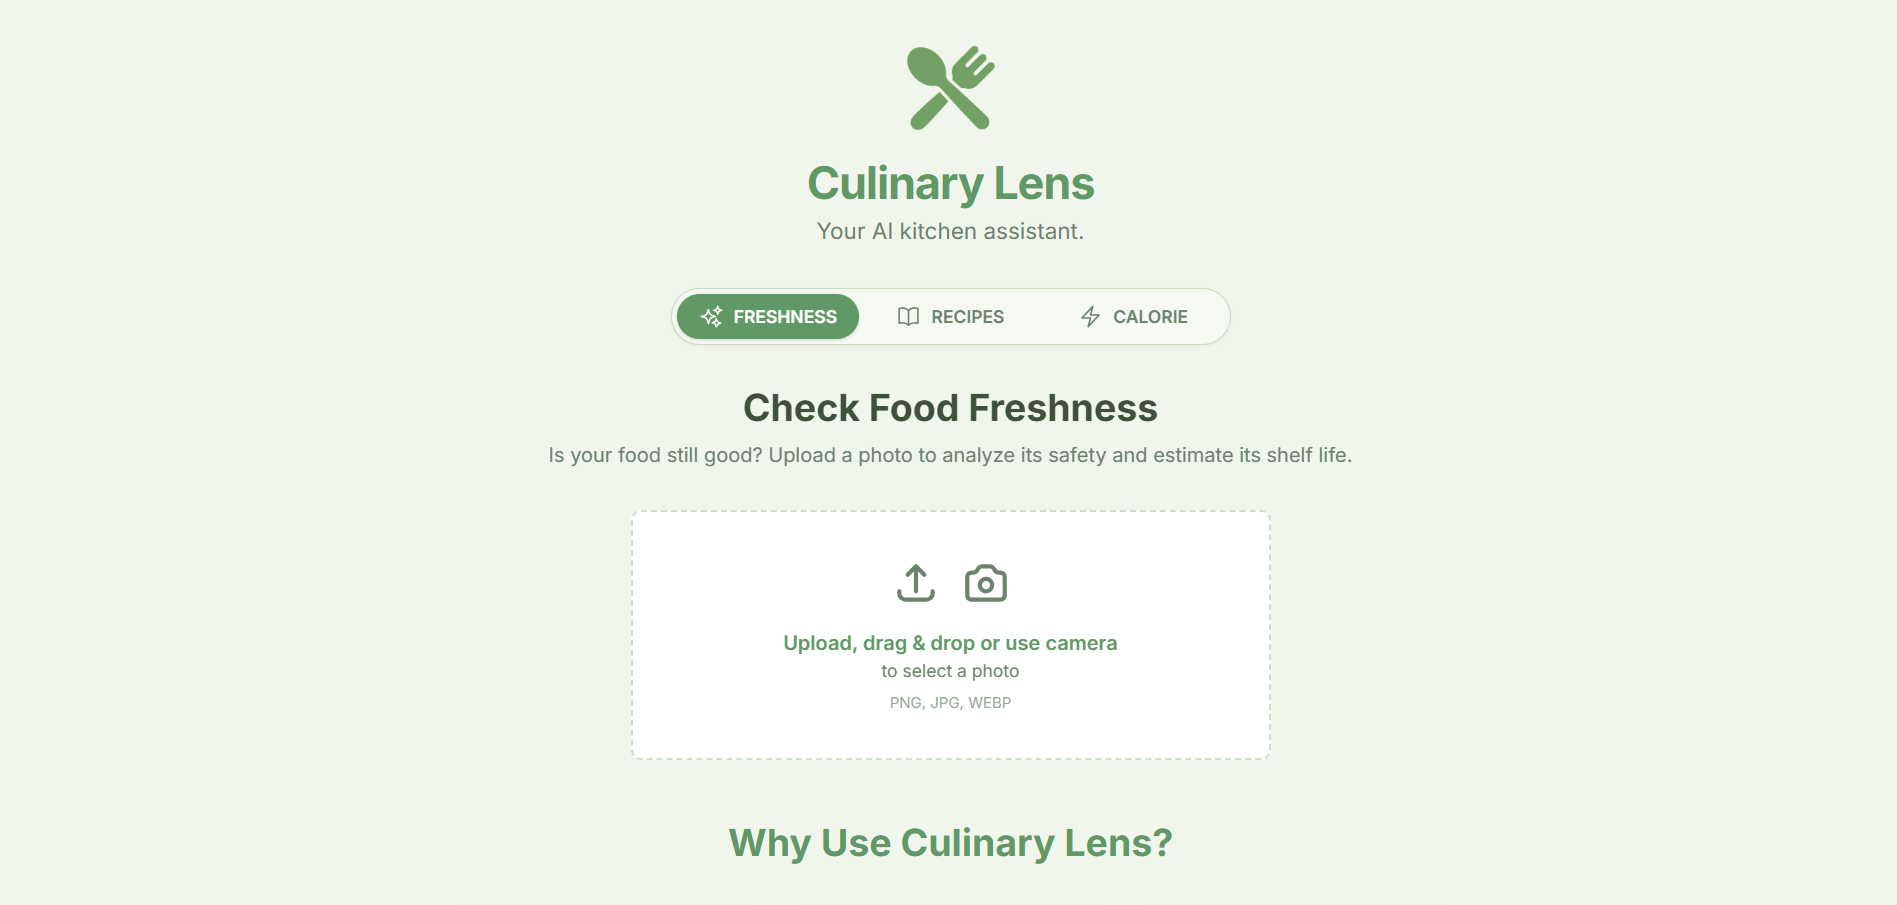 Culinary Lens
Your AI kitchen assistant.
FRESHNESS
RECIPES
CALORIE
Check Food Freshness
Is your food still good? Upload a photo to analyze its safety and estimate its shelf life.
Upload, drag & drop or use camera
to select a photo
PNG, JPG, WEBP
Why Use Culinary Lens?